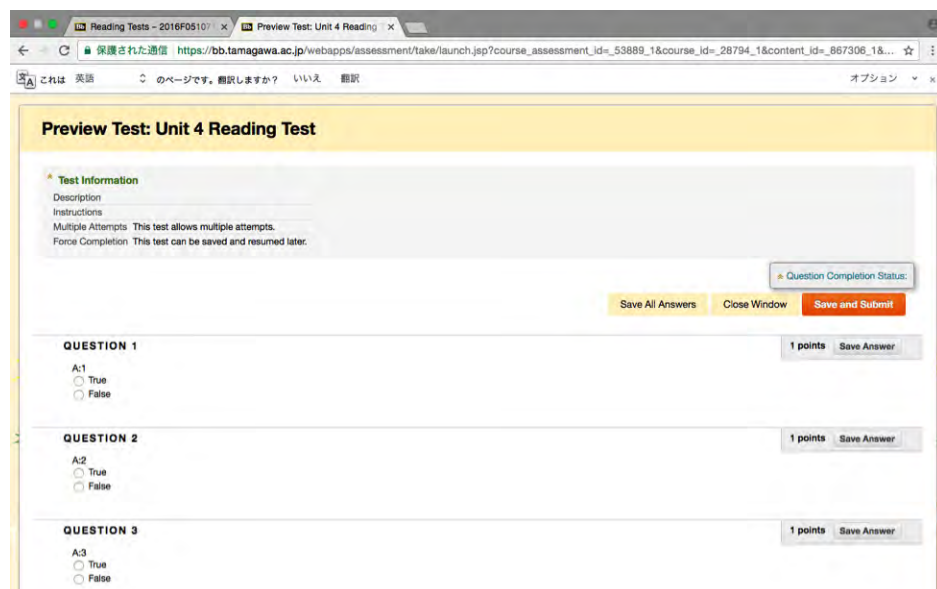 Reading Tests – 2016F05107 Preview Test: Unit 4 Reading
保護された通信 https://bb.tamagawa.ac.jp/webapps/assessment/take/launch.jsp?course_assessment_id=_53889_1&course_id=_28794_1&content_id=_867306_1&...
これは 英語 のページです。翻訳しますか？ いいえ 翻訳 オプション
Preview Test: Unit 4 Reading Test
Test Information
Description
Instructions
Multiple Attempts This test allows multiple attempts.
Force Completion This test can be saved and resumed later.
Question Completion Status:
Save All Answers Close Window Save and Submit
QUESTION 1 1 points Save Answer
A:1
True
False
QUESTION 2 1 points Save Answer
A:2
True
False
QUESTION 3 1 points Save Answer
A:3
True
False